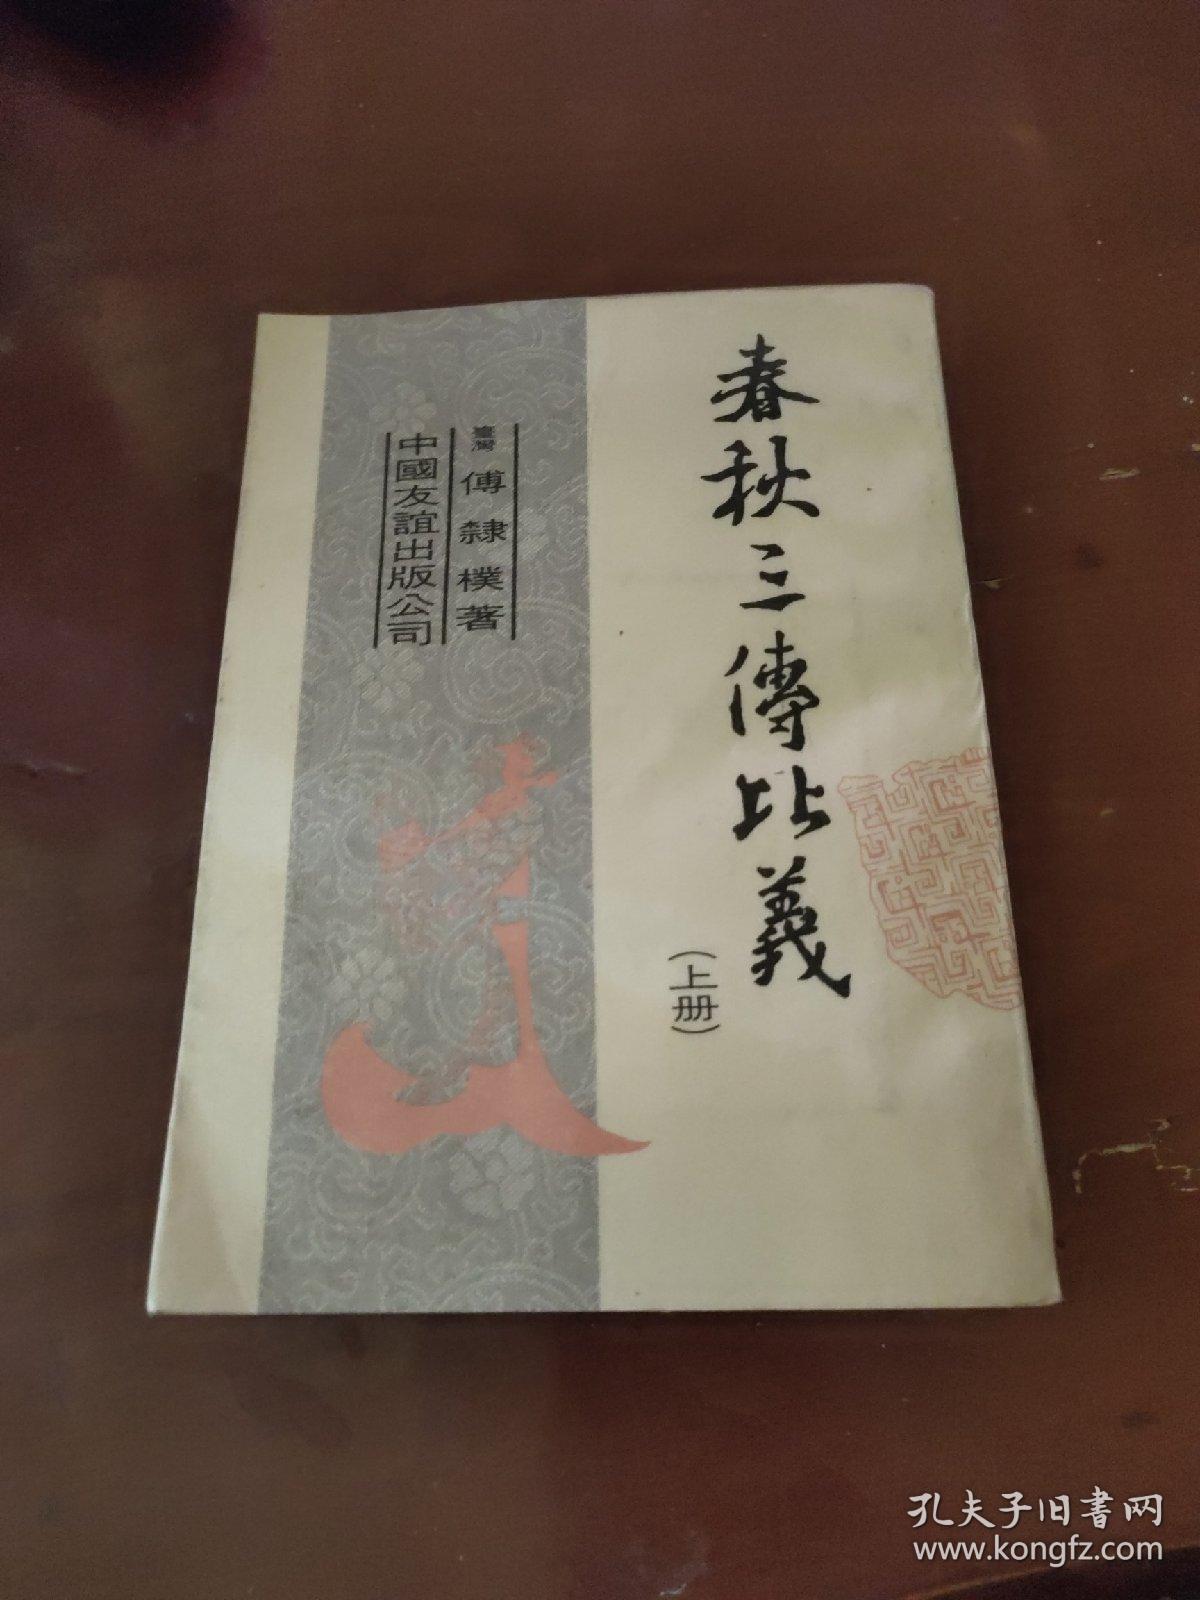 春秋三傳比義
（上册）
臺灣 傅隸樸著
中國友誼出版公司
孔夫子旧书网
www.kongfz.com